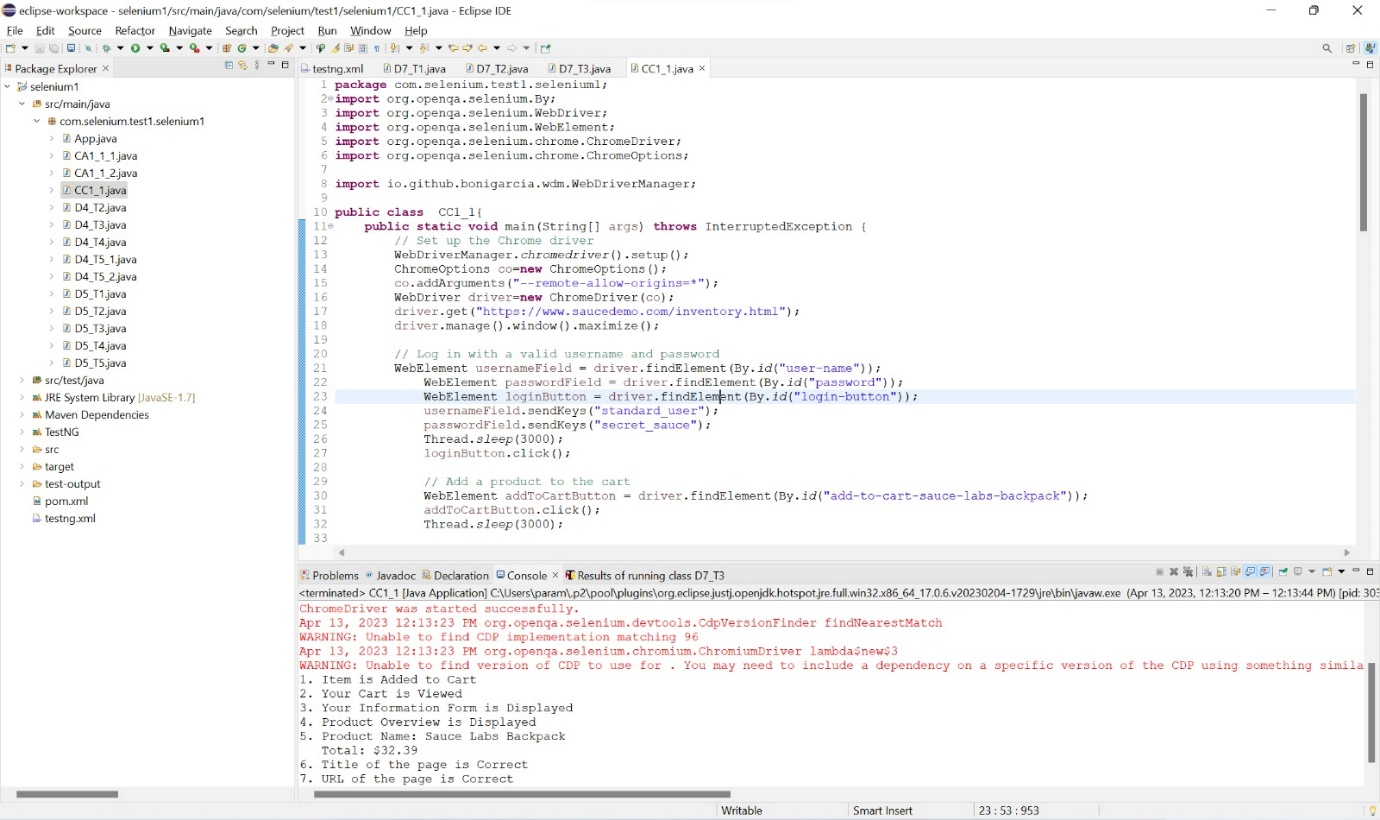 eclipse-workspace - selenium1/src/main/java/com/selenium/test1/selenium1/CC1_1.java - Eclipse IDE
File Edit Source Refactor Navigate Search Project Run Window Help
Package Explorer
selenium1
src/main/java
com.selenium.test1.selenium1
App.java
CA1_1_1.java
CA1_1_2.java
CC1_1.java
D4_T2.java
D4_T3.java
D4_T4.java
D4_T5_1.java
D4_T5_2.java
D5_T1.java
D5_T2.java
D5_T3.java
D5_T4.java
D5_T5.java
src/test/java
JRE System Library [JavaSE-1.7]
Maven Dependencies
TestNG
src
target
test-output
pom.xml
testng.xml
testng.xml D7_T1.java D7_T2.java D7_T3.java CC1_1.java
1 package com.selenium.test1.selenium1;
2 import org.openqa.selenium.By;
3 import org.openqa.selenium.WebDriver;
4 import org.openqa.selenium.WebElement;
5 import org.openqa.selenium.chrome.ChromeDriver;
6 import org.openqa.selenium.chrome.ChromeOptions;
7
8 import io.github.bonigarcia.wdm.WebDriverManager;
9
10 public class CC1_1{
11 public static void main(String[] args) throws InterruptedException {
12 // Set up the Chrome driver
13 WebDriverManager.chromedriver().setup();
14 ChromeOptions co=new ChromeOptions();
15 co.addArguments("--remote-allow-origins=*");
16 WebDriver driver=new ChromeDriver(co);
17 driver.get("https://www.saucedemo.com/inventory.html");
18 driver.manage().window().maximize();
19
20 // Log in with a valid username and password
21 WebElement usernameField = driver.findElement(By.id("user-name"));
22 WebElement passwordField = driver.findElement(By.id("password"));
23 WebElement loginButton = driver.findElement(By.id("login-button"));
24 usernameField.sendKeys("standard_user");
25 passwordField.sendKeys("secret_sauce");
26 Thread.sleep(3000);
27 loginButton.click();
28
29 // Add a product to the cart
30 WebElement addToCartButton = driver.findElement(By.id("add-to-cart-sauce-labs-backpack"));
31 addToCartButton.click();
32 Thread.sleep(3000);
33
Problems Javadoc Declaration Console Results of running class D7_T3
<terminated> CC1_1 [Java Application] C:\Users\param\.p2\pool\plugins\org.eclipse.justj.openjdk.hotspot.jre.full.win32.x86_64_17.0.6.v20230204-1729\jre\bin\javaw.exe (Apr 13, 2023, 12:13:20 PM – 12:13:44 PM) [pid: 303
ChromeDriver was started successfully.
Apr 13, 2023 12:13:23 PM org.openqa.selenium.devtools.CdpVersionFinder findNearestMatch
WARNING: Unable to find CDP implementation matching 96
Apr 13, 2023 12:13:23 PM org.openqa.selenium.chromium.ChromiumDriver lambda$new$3
WARNING: Unable to find version of CDP to use for . You may need to include a dependency on a specific version of the CDP using something simila
1. Item is Added to Cart
2. Your Cart is Viewed
3. Your Information Form is Displayed
4. Product Overview is Displayed
5. Product Name: Sauce Labs Backpack
Total: $32.39
6. Title of the page is Correct
7. URL of the page is Correct
Writable Smart Insert 23 : 53 : 953